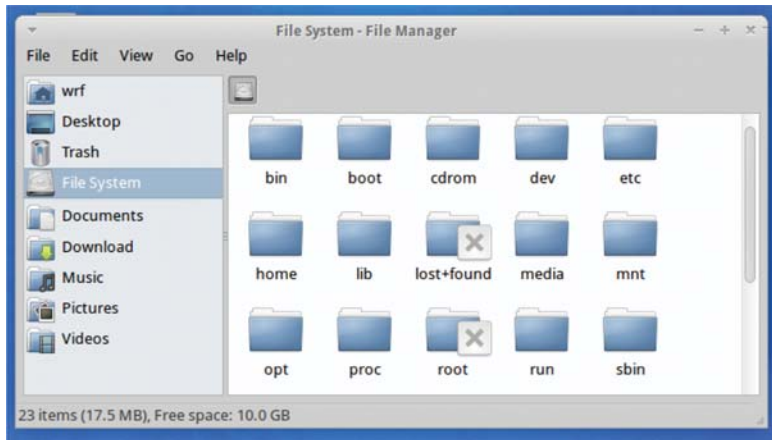 File System - File Manager
File Edit View Go Help
wrf
Desktop
Trash
File System
Documents
Download
Music
Pictures
Videos
bin boot cdrom dev etc
home lib lost+found media mnt
opt proc root run sbin
23 items (17.5 MB), Free space: 10.0 GB